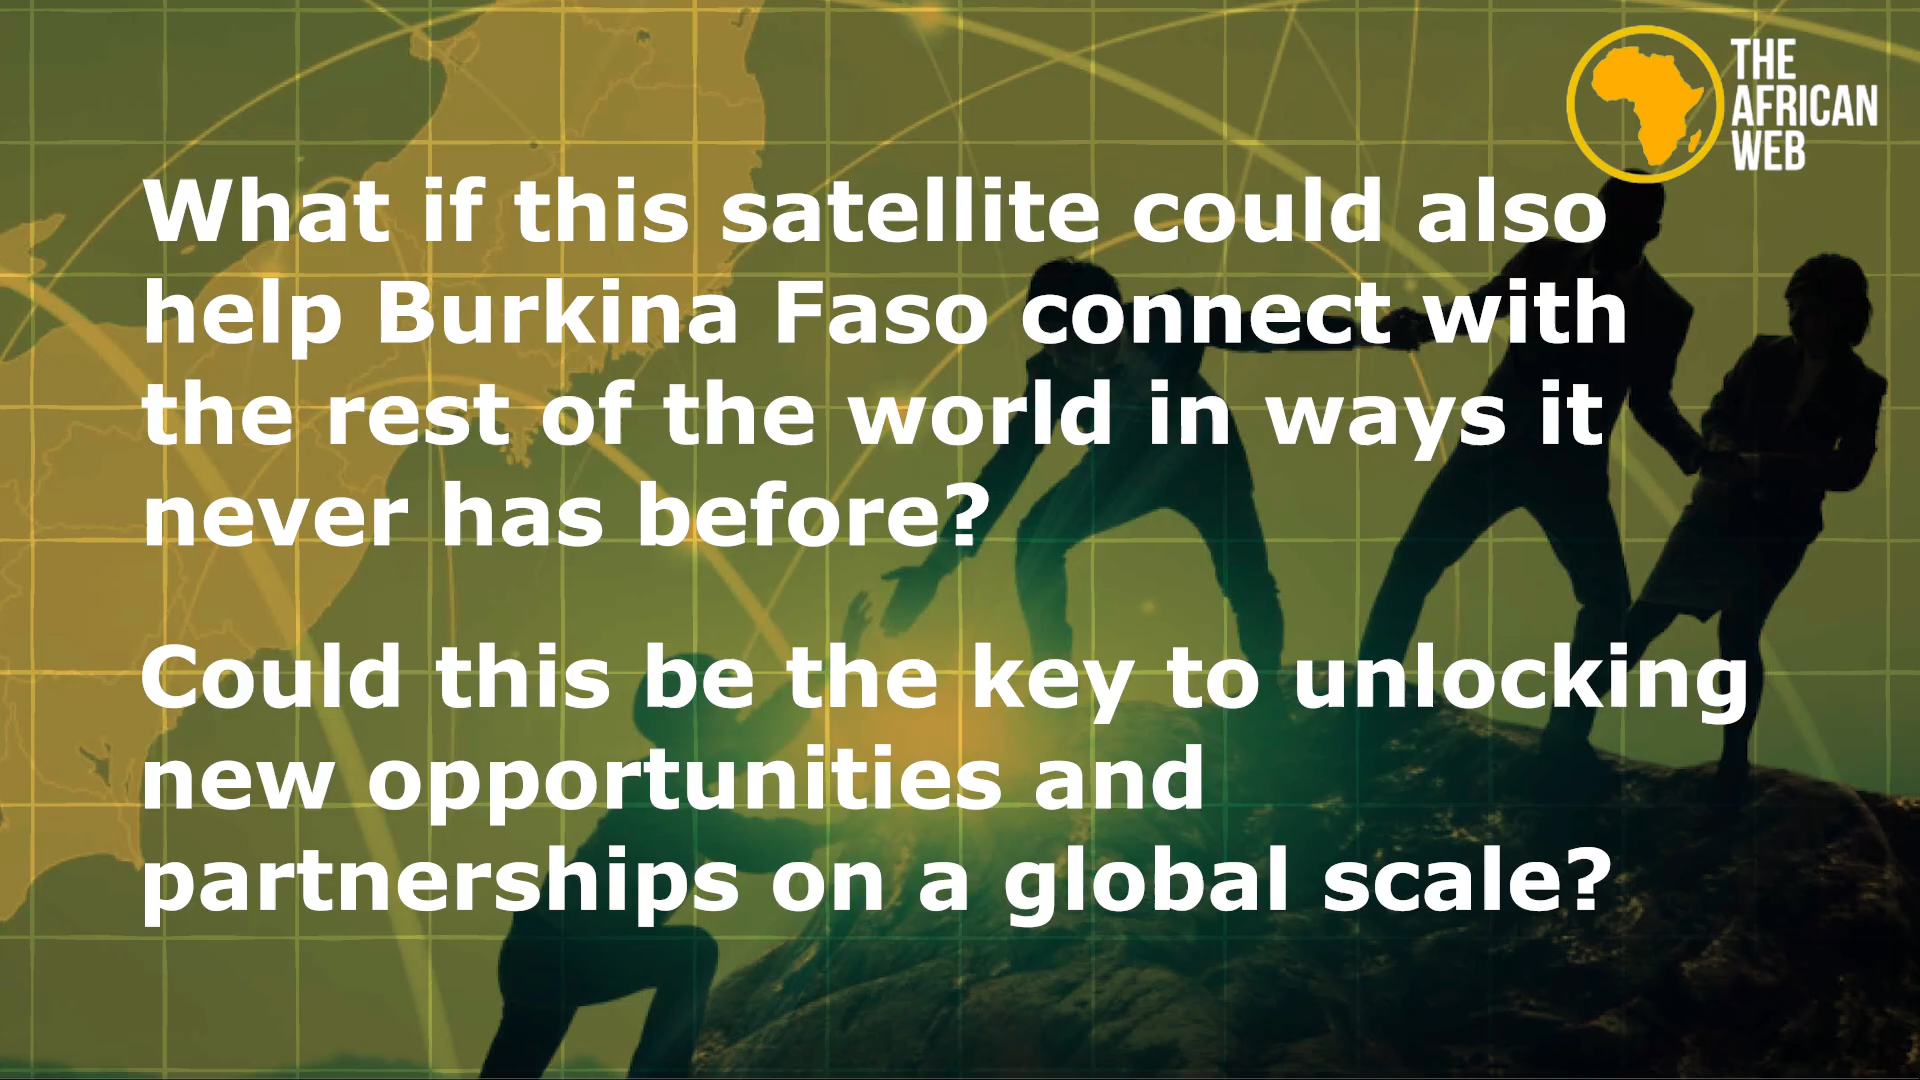 THE
AFRICAN
WEB
What if this satellite could also
help Burkina Faso connect with
the rest of the world in ways it
never has before?
Could this be the key to unlocking
new opportunities and
partnerships on a global scale?